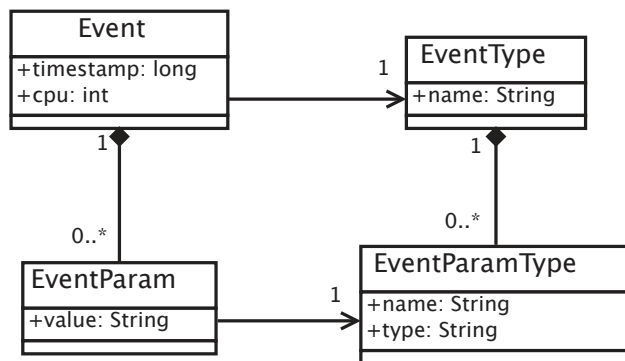 Event
+timestamp: long
+cpu: int
1
EventType
+name: String
1
1
0..*
0..*
EventParam
+value: String
1
EventParamType
+name: String
+type: String